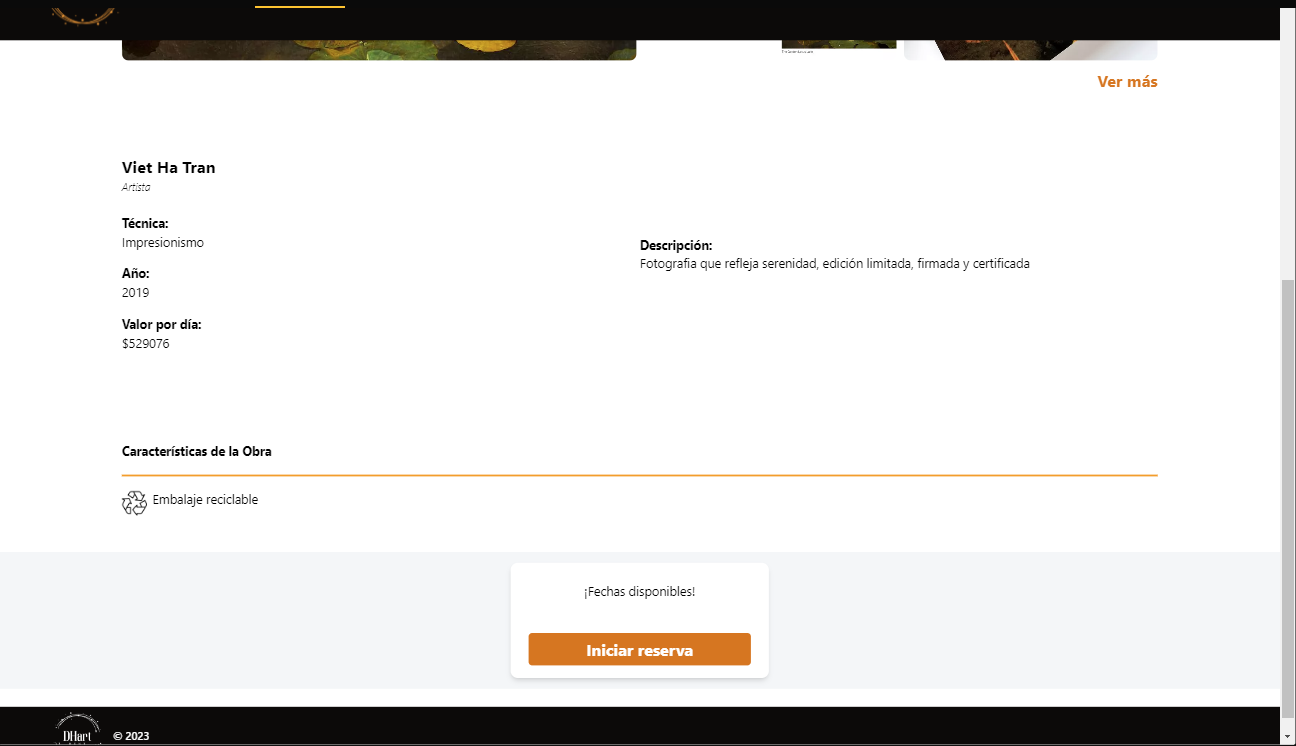 Ver más
Viet Ha Tran
Artista
Técnica:
Impresionismo
Año:
2019
Valor por día:
$529076
Descripción:
Fotografia que refleja serenidad, edición limitada, firmada y certificada
Características de la Obra
Embalaje reciclable
¡Fechas disponibles!
Iniciar reserva
DHart
© 2023